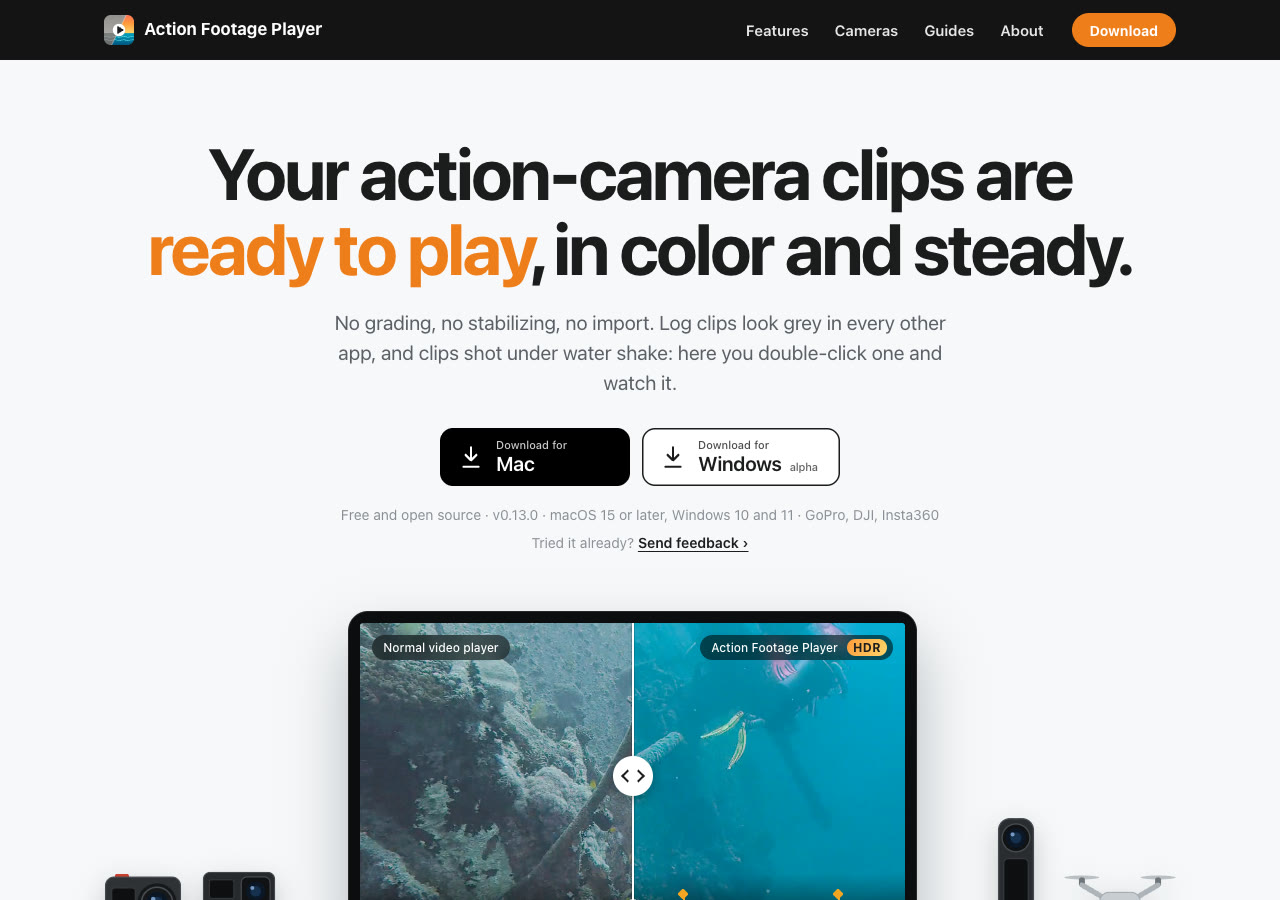 Action Footage Player
Features
Cameras
Guides
About
Download
Your action-camera clips are
ready to play, in color and steady.
No grading, no stabilizing, no import. Log clips look grey in every other
app, and clips shot under water shake: here you double-click one and
watch it.
Download for
Mac
Download for
Windows alpha
Free and open source · v0.13.0 · macOS 15 or later, Windows 10 and 11 · GoPro, DJI, Insta360
Tried it already? Send feedback ›
Normal video player
Action Footage Player HDR